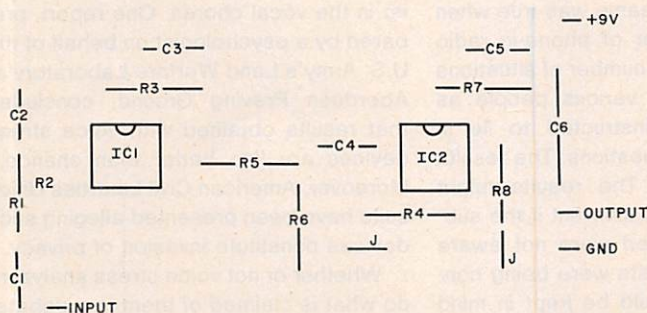 +9V
C3
C5
R3
R7
C2
IC1
C4
IC2
C6
R5
R2
R8
R1
R4
R6
OUTPUT
J
GND
J
C1
INPUT